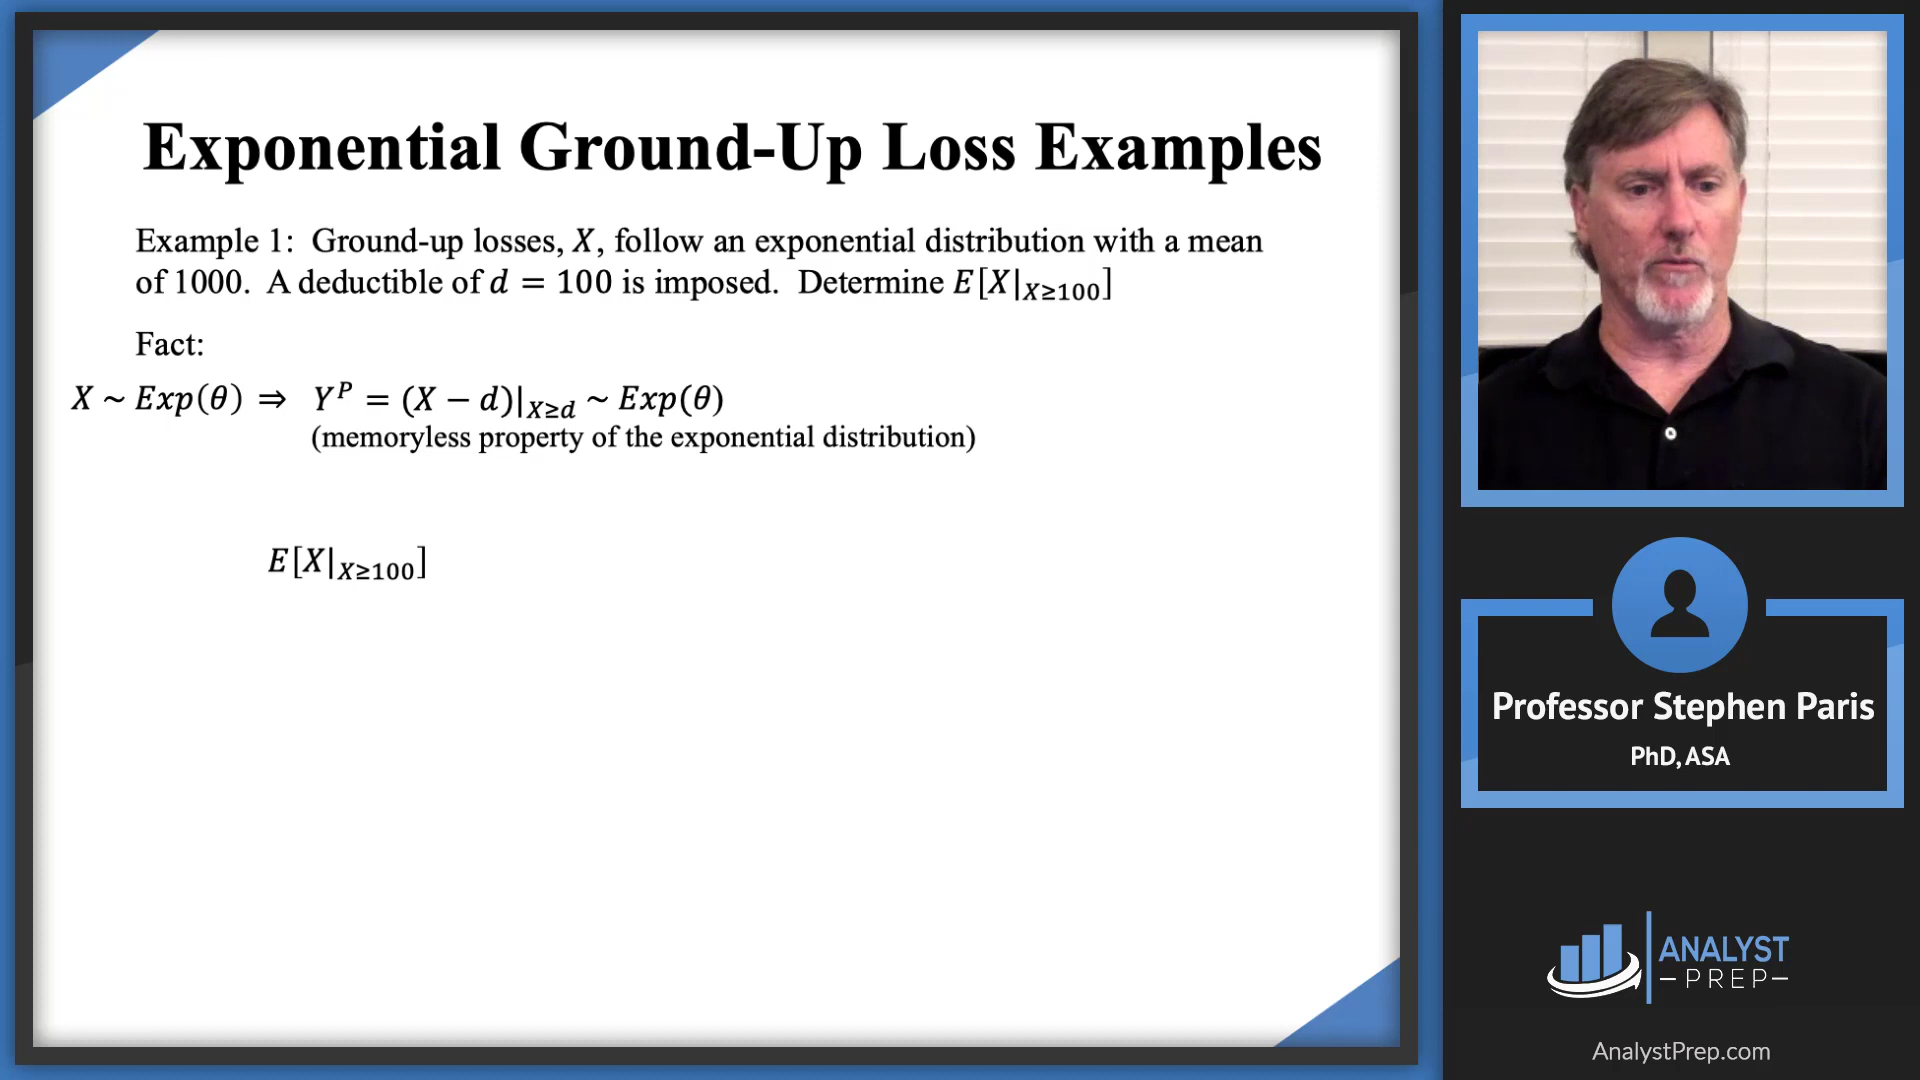 Exponential Ground-Up Loss Examples
Example 1: Ground-up losses, X, follow an exponential distribution with a mean
of 1000. A deductible of d = 100 is imposed. Determine E[X|X≥100]
Fact:
X ~ Exp(θ) ⇒ Y^P = (X − d)|X≥d ~ Exp(θ)
(memoryless property of the exponential distribution)
E[X|X≥100]
Professor Stephen Paris
PhD, ASA
ANALYST
PREP
AnalystPrep.com